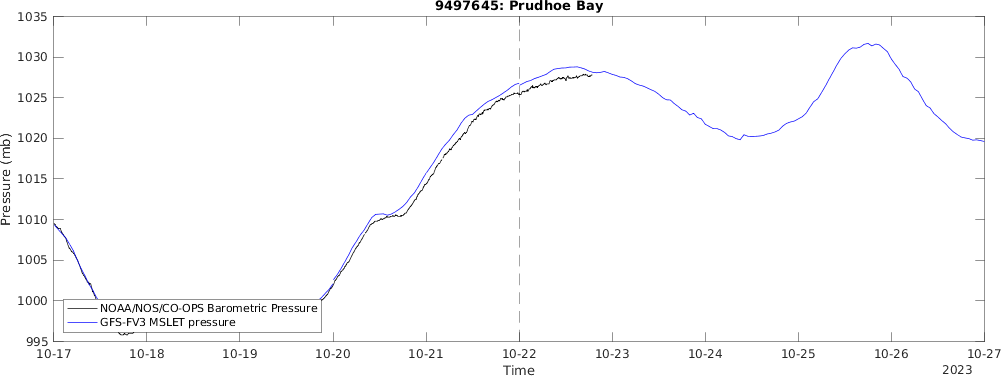 9497645: Prudhoe Bay
1035
1030
1025
1020
1015
1010
1005
1000
995
Pressure (mb)
NOAA/NOS/CO-OPS Barometric Pressure
GFS-FV3 MSLET pressure
10-17 10-18 10-19 10-20 10-21 10-22 10-23 10-24 10-25 10-26 10-27
Time
2023